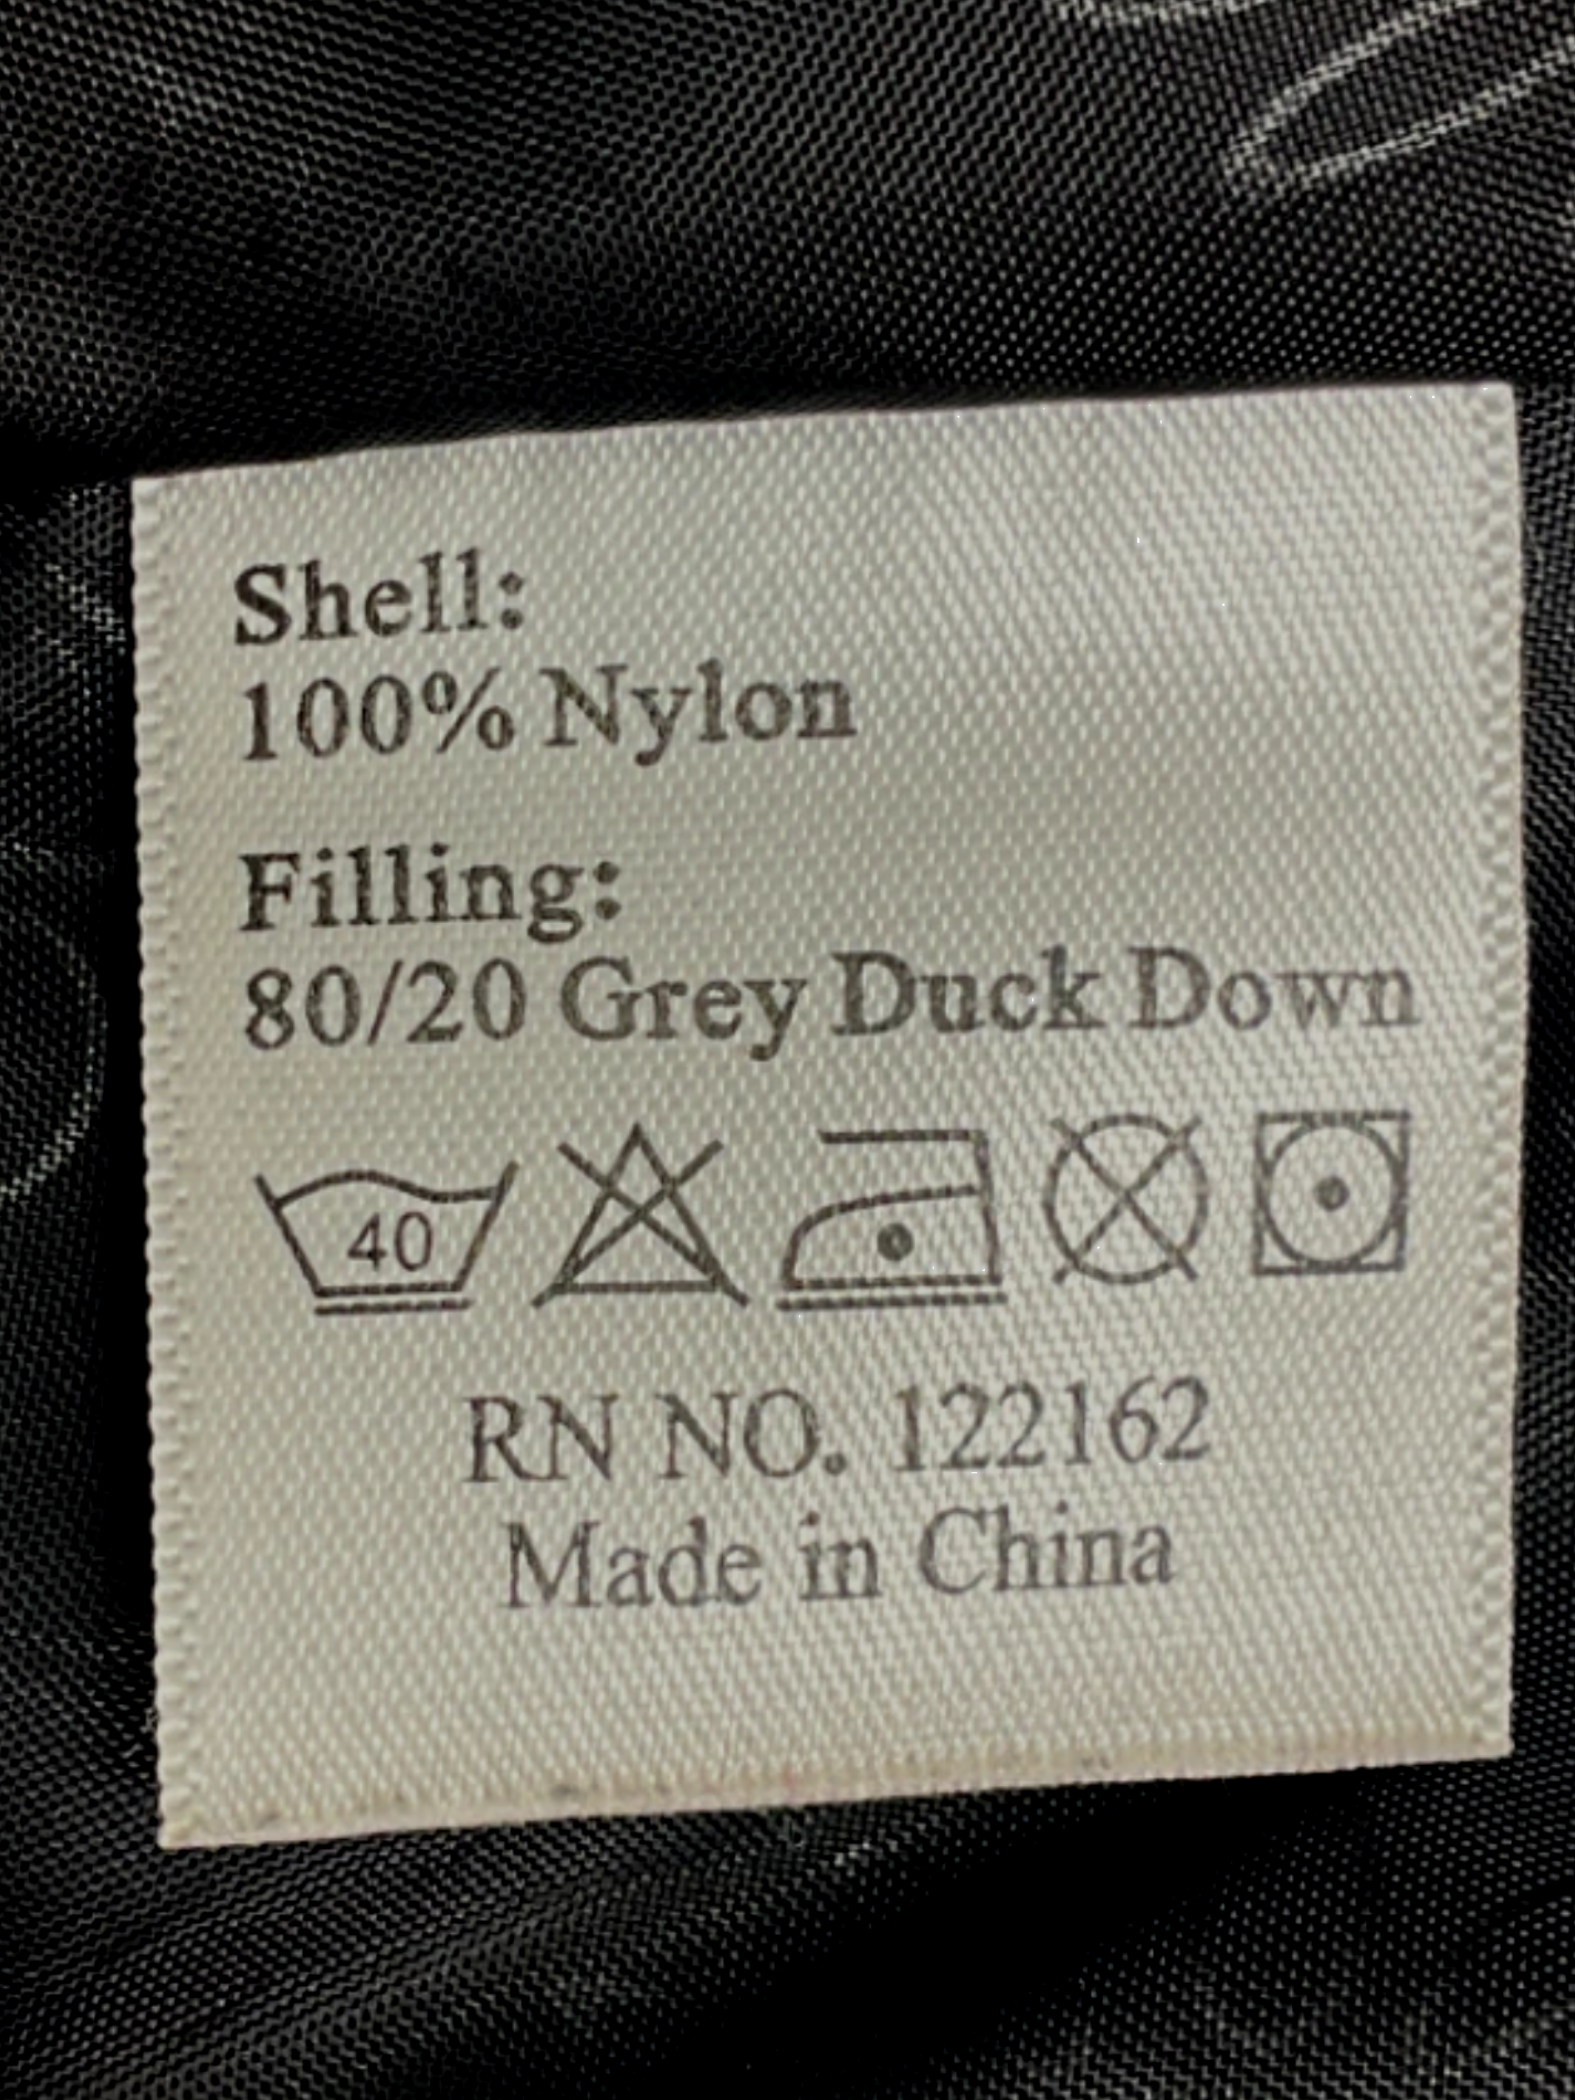 Shell:
100% Nylon
Filling:
80/20 Grey Duck Down
40
RN NO. 122162
Made in China